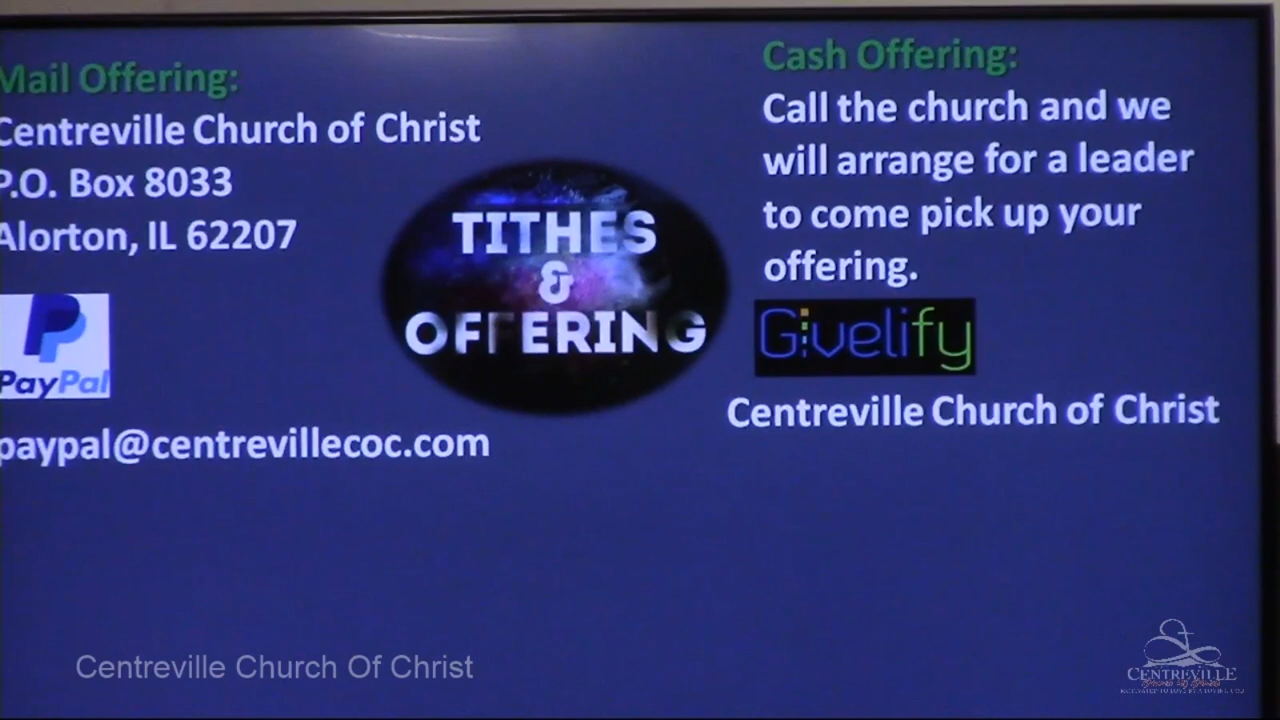 Mail Offering:
Centreville Church of Christ
P.O. Box 8033
Alorton, IL 62207
PayPal
paypal@centrevillecoc.com
TITHES
&
OFFERING
Cash Offering:
Call the church and we
will arrange for a leader
to come pick up your
offering.
Givelify
Centreville Church of Christ
Centreville Church Of Christ
CENTREVILLE